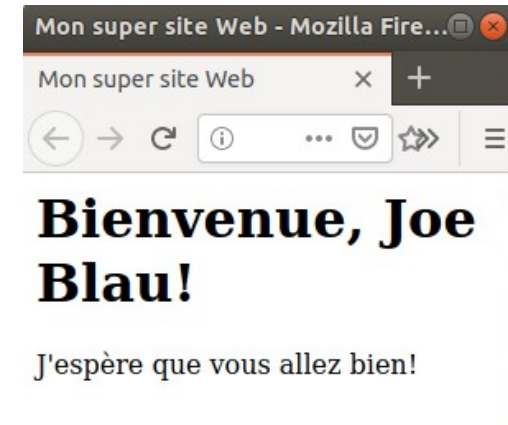 Mon super site Web - Mozilla Fire...
Mon super site Web
Bienvenue, Joe
Blau!
J'espère que vous allez bien!